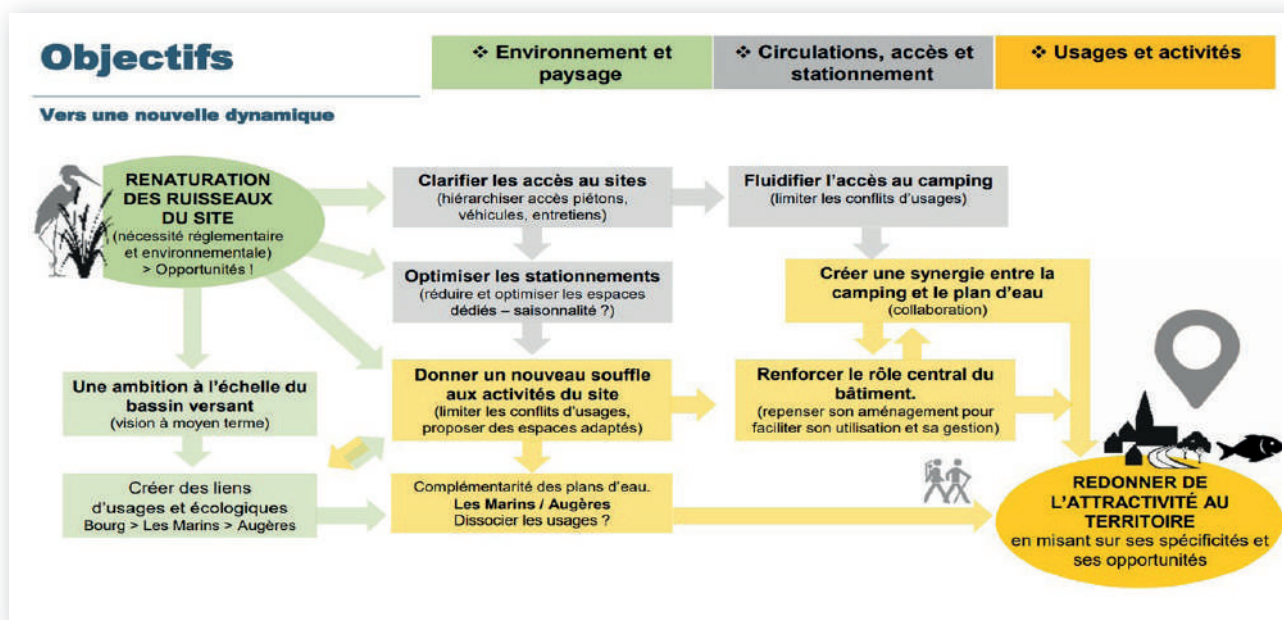 Objectifs
Vers une nouvelle dynamique
❖ Environnement et
paysage
❖ Circulations, accès et
stationnement
❖ Usages et activités
RENATURATION
DES RUISSEAUX
DU SITE
(nécessité réglementaire
et environnementale)
> Opportunités !
Clarifier les accès au sites
(hiérarchiser accès piétons,
véhicules, entretiens)
Fluidifier l'accès au camping
(limiter les conflits d'usages)
Optimiser les stationnements
(réduire et optimiser les espaces
dédiés – saisonnalité ?)
Créer une synergie entre la
camping et le plan d'eau
(collaboration)
Une ambition à l'échelle du
bassin versant
(vision à moyen terme)
Donner un nouveau souffle
aux activités du site
(limiter les conflits d'usages,
proposer des espaces adaptés)
Renforcer le rôle central du
bâtiment.
(repenser son aménagement pour
faciliter son utilisation et sa gestion)
Créer des liens
d'usages et écologiques
Bourg > Les Marins > Augères
Complémentarité des plans d'eau.
Les Marins / Augères
Dissocier les usages ?
REDONNER DE
L'ATTRACTIVITÉ AU
TERRITOIRE
en misant sur ses spécificités et
ses opportunités